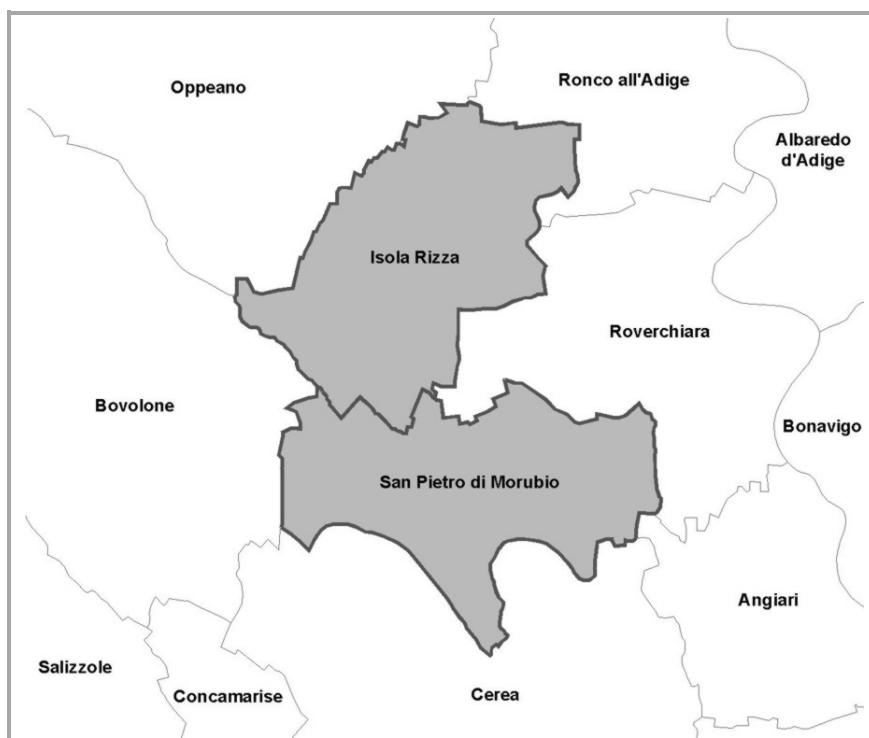 Oppeano
Ronco all'Adige
Albaredo
d'Adige
Isola Rizza
Roverchiara
Bovolone
Bonavigo
San Pietro di Morubio
Angiari
Salizzole
Concamarise
Cerea